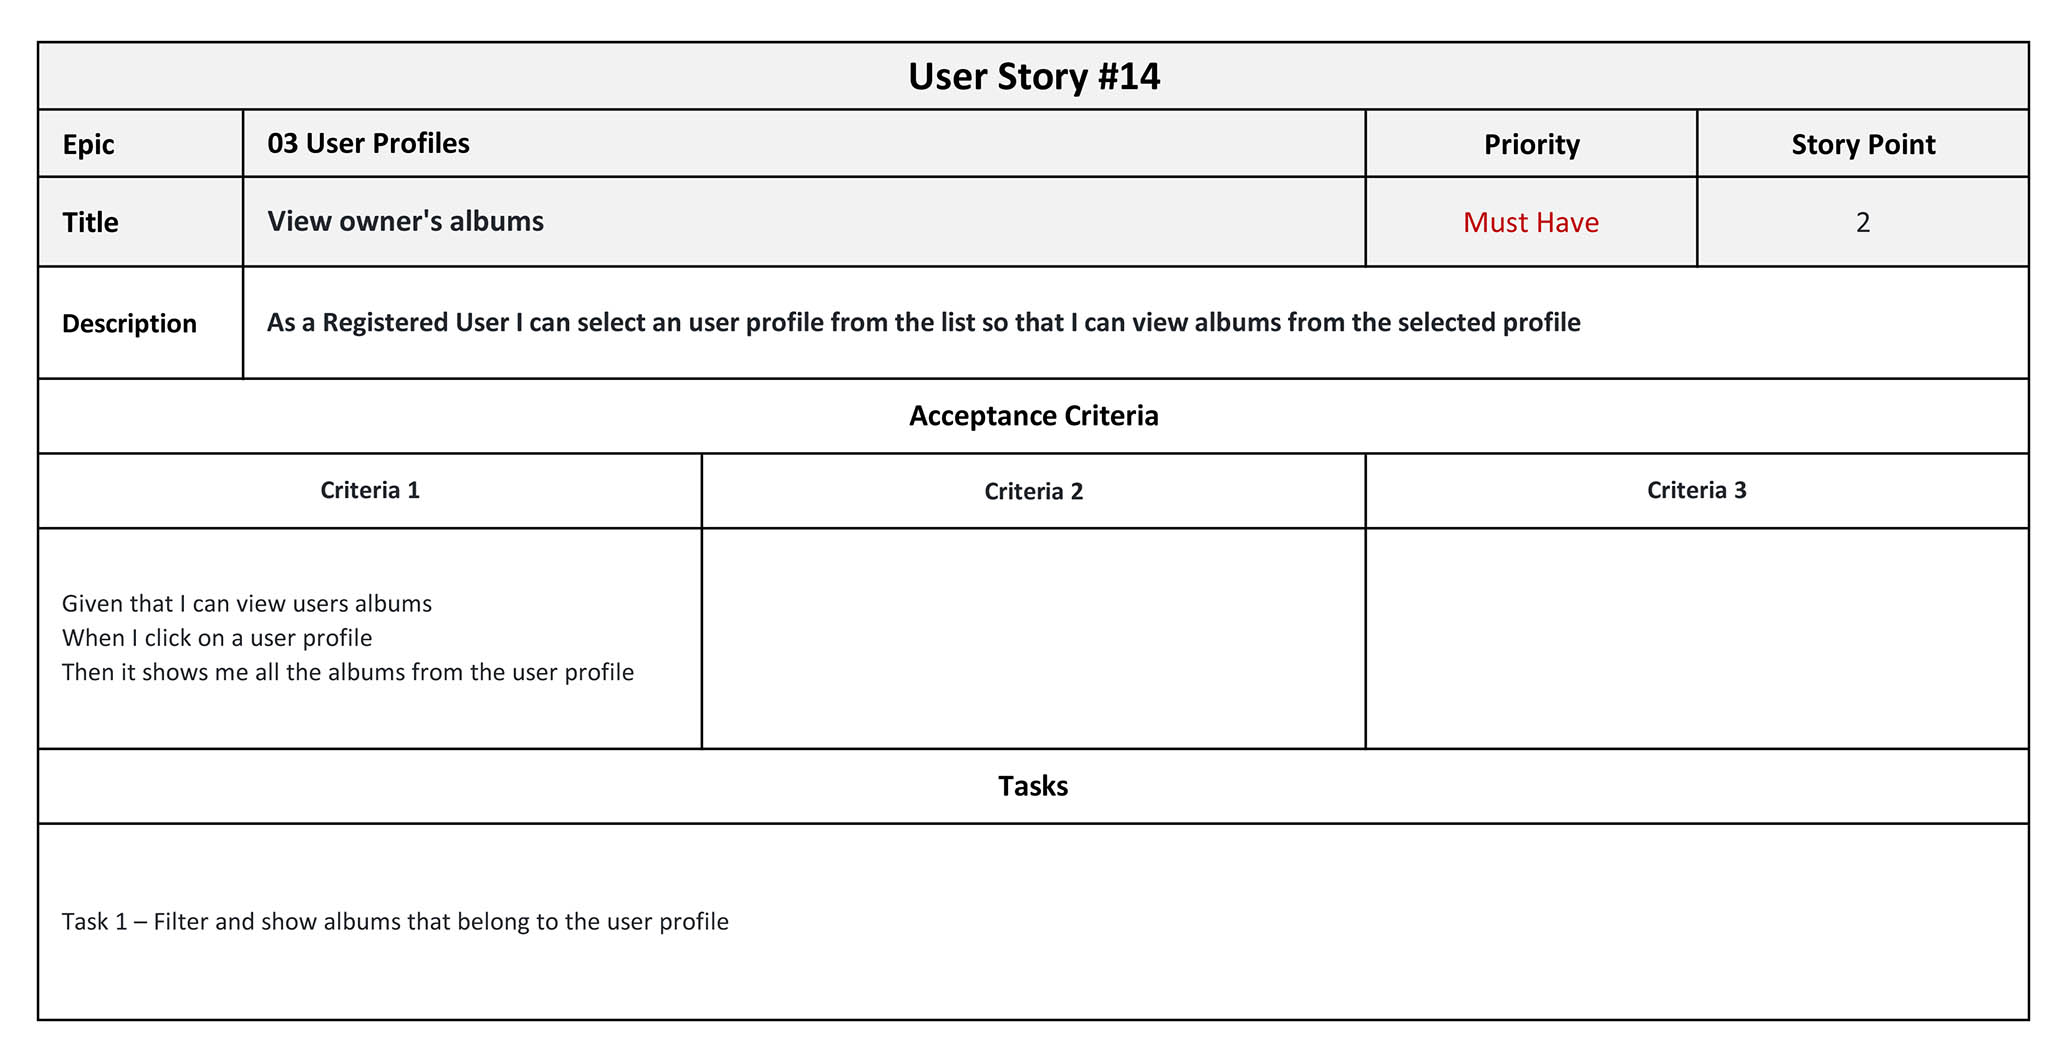 User Story #14
Epic
03 User Profiles
Priority
Story Point
Title
View owner's albums
Must Have
2
Description
As a Registered User I can select an user profile from the list so that I can view albums from the selected profile
Acceptance Criteria
Criteria 1
Criteria 2
Criteria 3
Given that I can view users albums
When I click on a user profile
Then it shows me all the albums from the user profile
Tasks
Task 1 – Filter and show albums that belong to the user profile